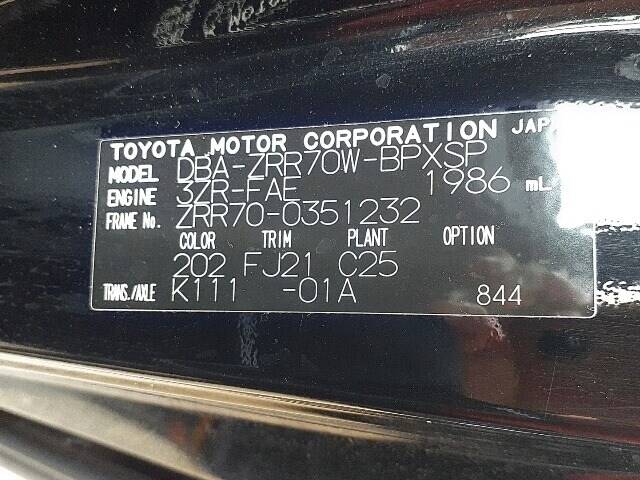 TOYOTA MOTOR CORPORATION JAP
MODEL DBA-ZRR70W-BPXSP
ENGINE 3ZR-FAE 1986 mL
FRAME No. ZRR70-0351232
COLOR TRIM PLANT OPTION
202 FJ21 C25
TRANS./AXLE K111 -01A 844